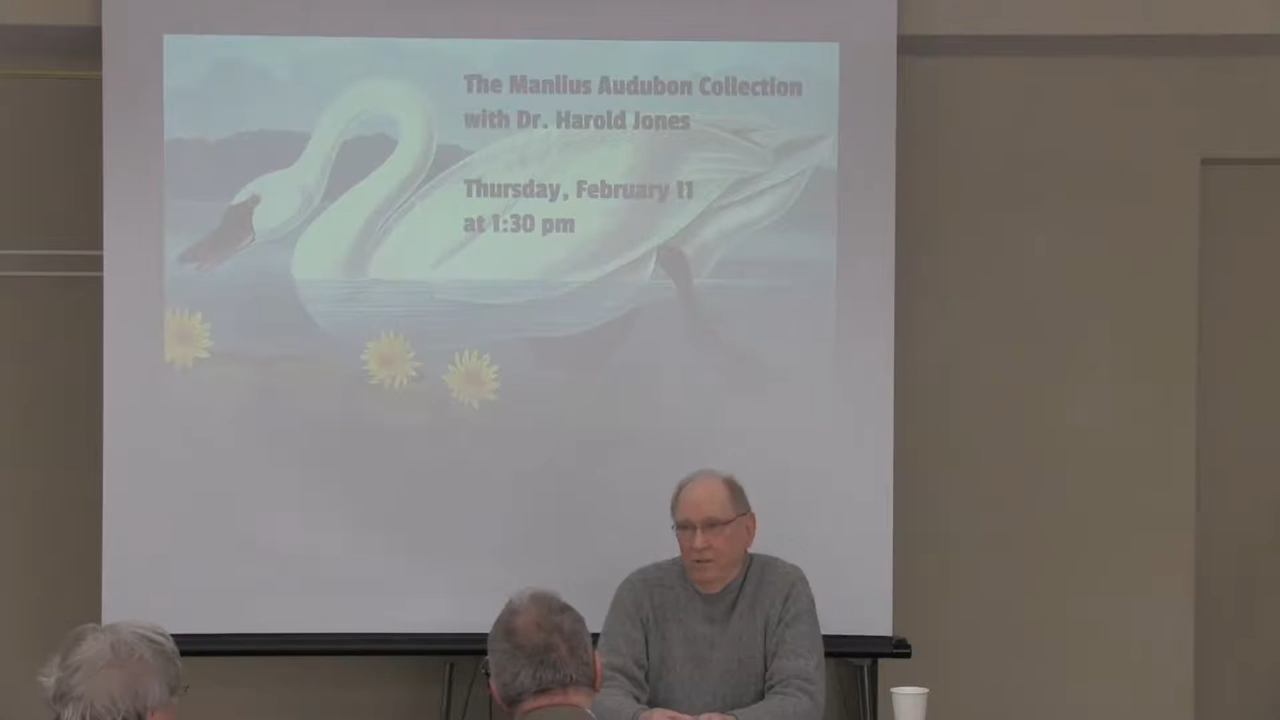 The Manlius Audubon Collection
with Dr. Harold Jones
Thursday, February 11
at 1:30 pm